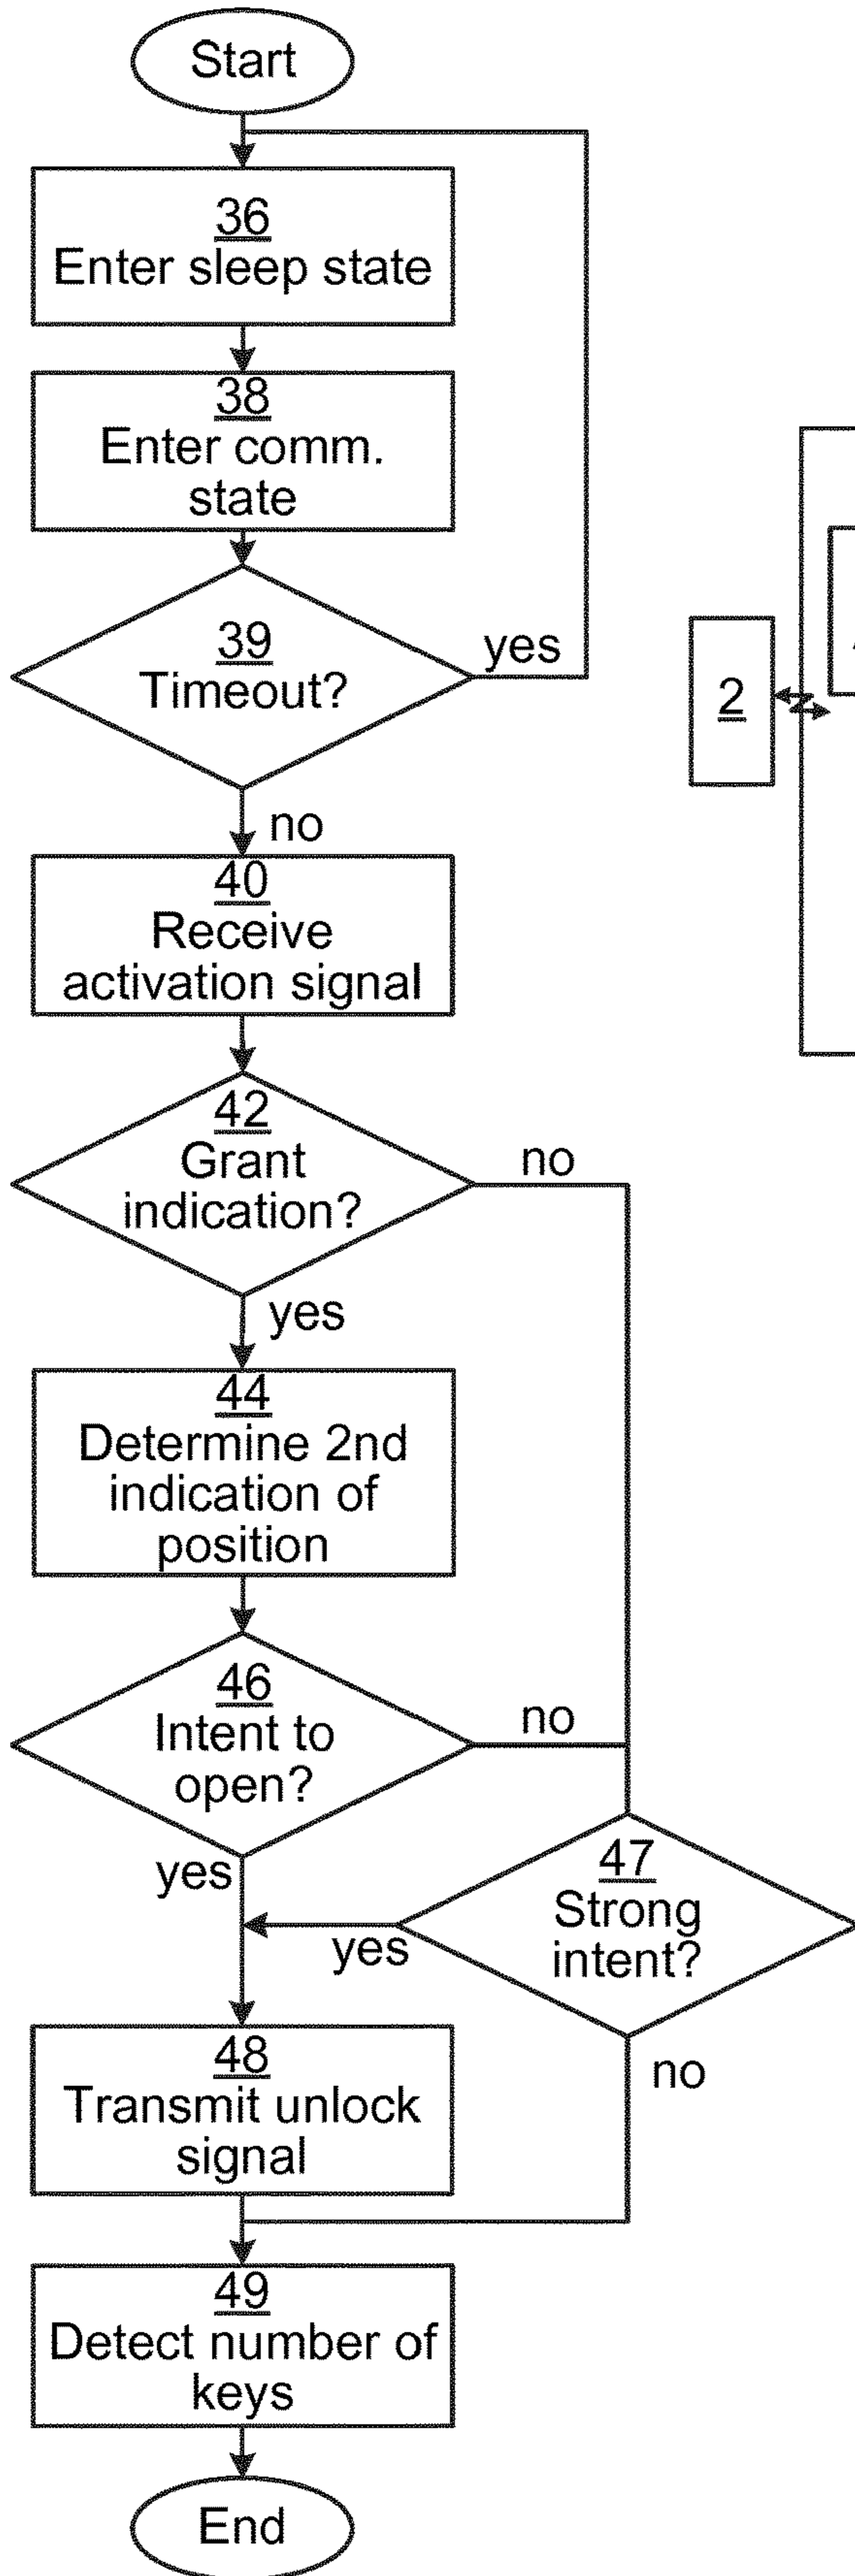 Start
36
Enter sleep state
38
Enter comm.
state
39
Timeout?
yes
no
40
Receive
activation signal
42
Grant
indication?
no
yes
44
Determine 2nd
indication of
position
46
Intent to
open?
no
yes
47
Strong
intent?
yes
no
48
Transmit unlock
signal
49
Detect number of
keys
End
2